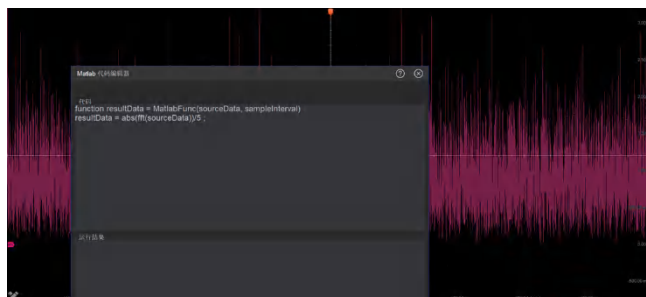 Matlab 代码编辑器
代码
function resultData = MatlabFunc(sourceData, sampleInterval)
resultData = abs(fft(sourceData))/5 ;
运行结果